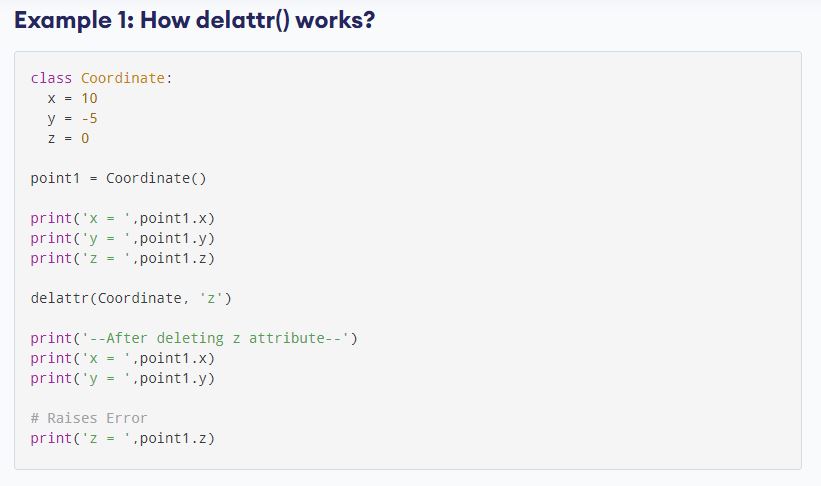 Example 1: How delattr() works?
class Coordinate:
  x = 10
  y = -5
  z = 0
point1 = Coordinate()
print('x = ',point1.x)
print('y = ',point1.y)
print('z = ',point1.z)
delattr(Coordinate, 'z')
print('--After deleting z attribute--')
print('x = ',point1.x)
print('y = ',point1.y)
# Raises Error
print('z = ',point1.z)